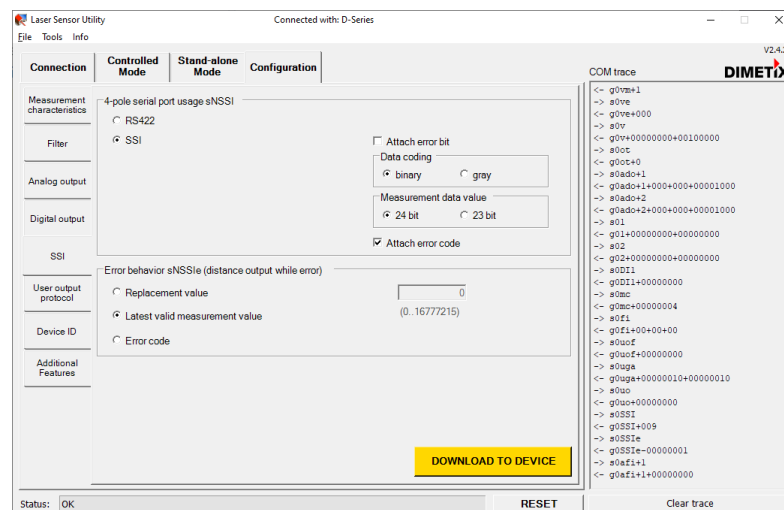 Laser Sensor Utility
Connected with: D-Series
File Tools Info
V2.4.
Connection
Controlled Mode
Stand-alone Mode
Configuration
COM trace
DIMETIX
Measurement characteristics
Filter
Analog output
Digital output
SSI
User output protocol
Device ID
Additional Features
4-pole serial port usage sNSSI
RS422
SSI
Attach error bit
Data coding
binary gray
Measurement data value
24 bit 23 bit
Attach error code
Error behavior sNSSIe (distance output while error)
Replacement value 0
(0..16777215)
Latest valid measurement value
Error code
DOWNLOAD TO DEVICE
<- g0vm+1
-> s0ve
<- g0ve+000
-> s0v
<- g0v+00000000+00100000
-> s0ot
<- g0ot+0
-> s0ado+1
<- g0ado+1+000+000+00001000
-> s0ado+2
<- g0ado+2+000+000+00001000
-> s01
<- g01+00000000+00000000
-> s02
<- g02+00000000+00000000
-> s0DI1
<- g0DI1+00000000
-> s0mc
<- g0mc+00000004
-> s0fi
<- g0fi+00+00+00
-> s0uof
<- g0uof+00000000
-> s0uga
<- g0uga+00000010+00000010
-> s0uo
<- g0uo+00000000
-> s0SSI
<- g0SSI+009
-> s0SSIe
<- g0SSIe-00000001
-> s0afi+1
<- g0afi+1+00000000
Status: OK
RESET
Clear trace